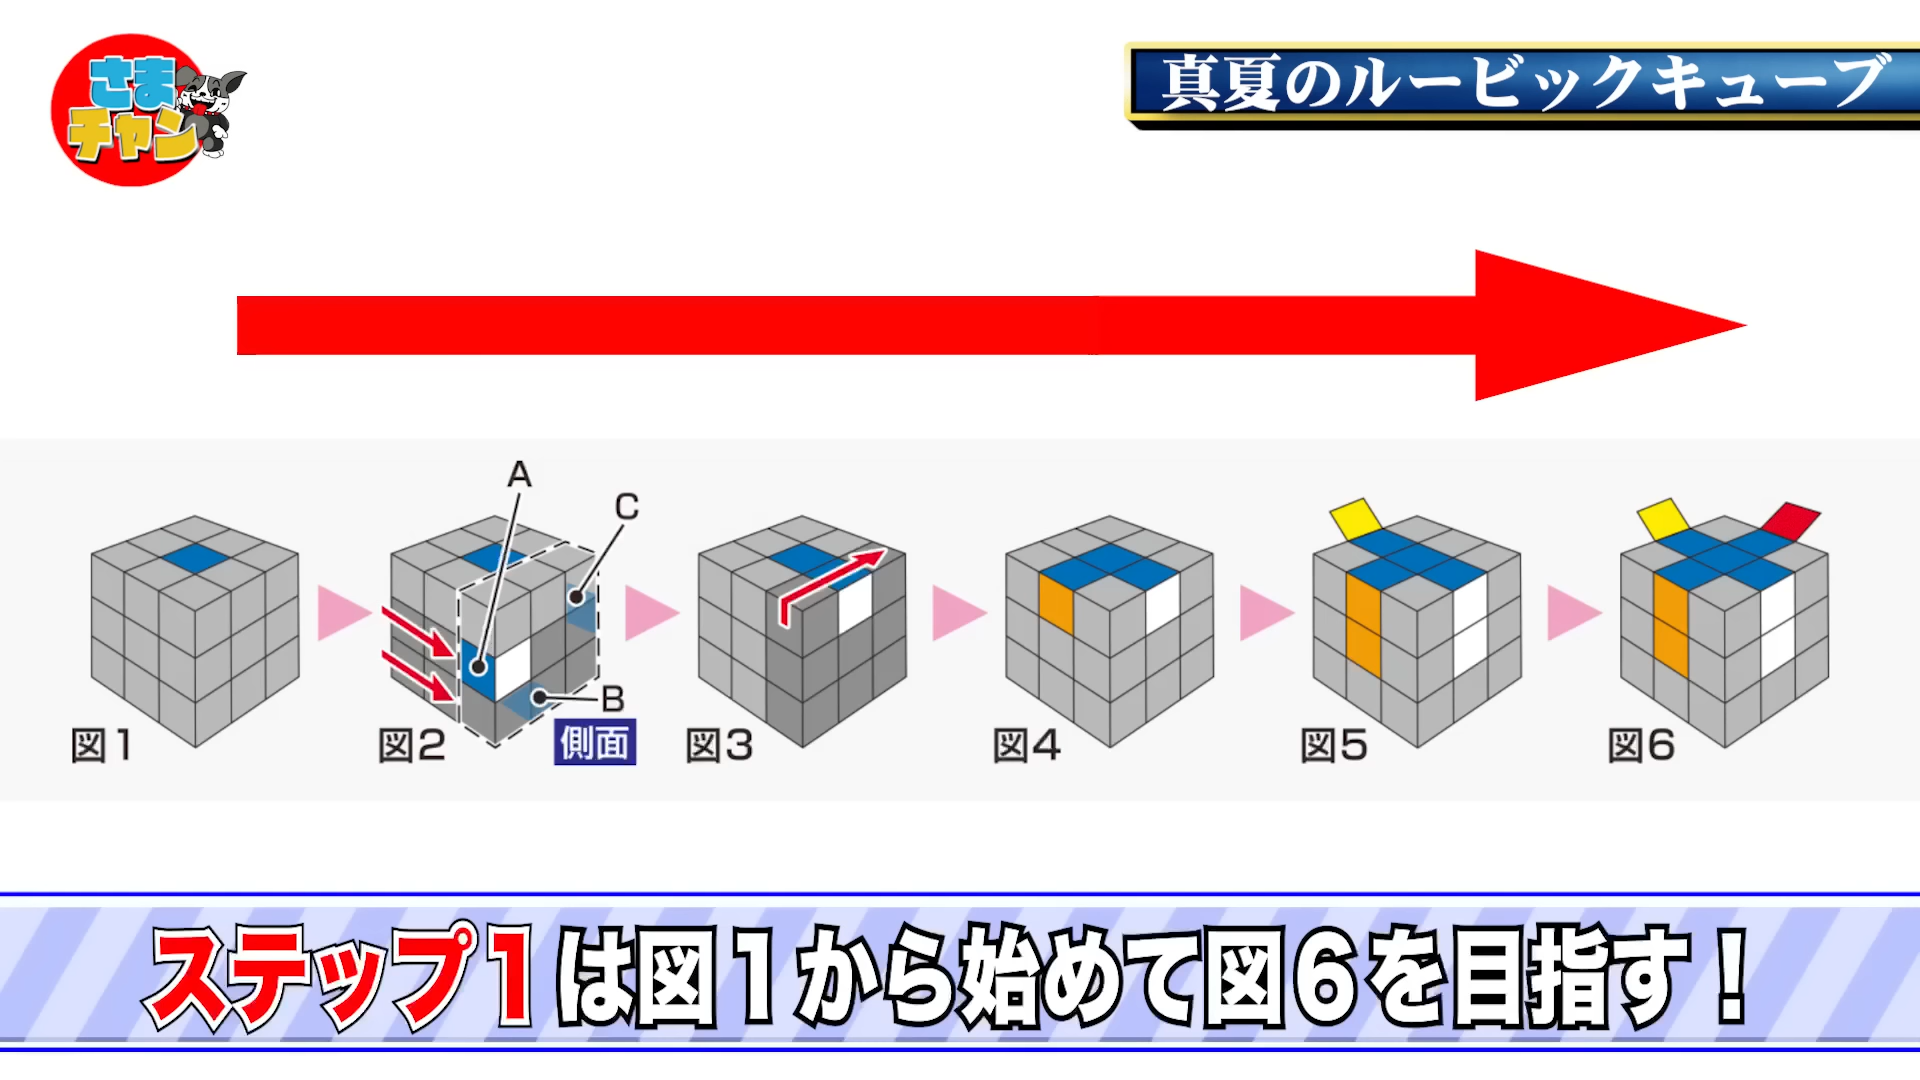 さま
チャン
真夏のルービックキューブ
A
C
B
側面
図1
図2
図3
図4
図5
図6
ステップ1は図1から始めて図6を目指す！